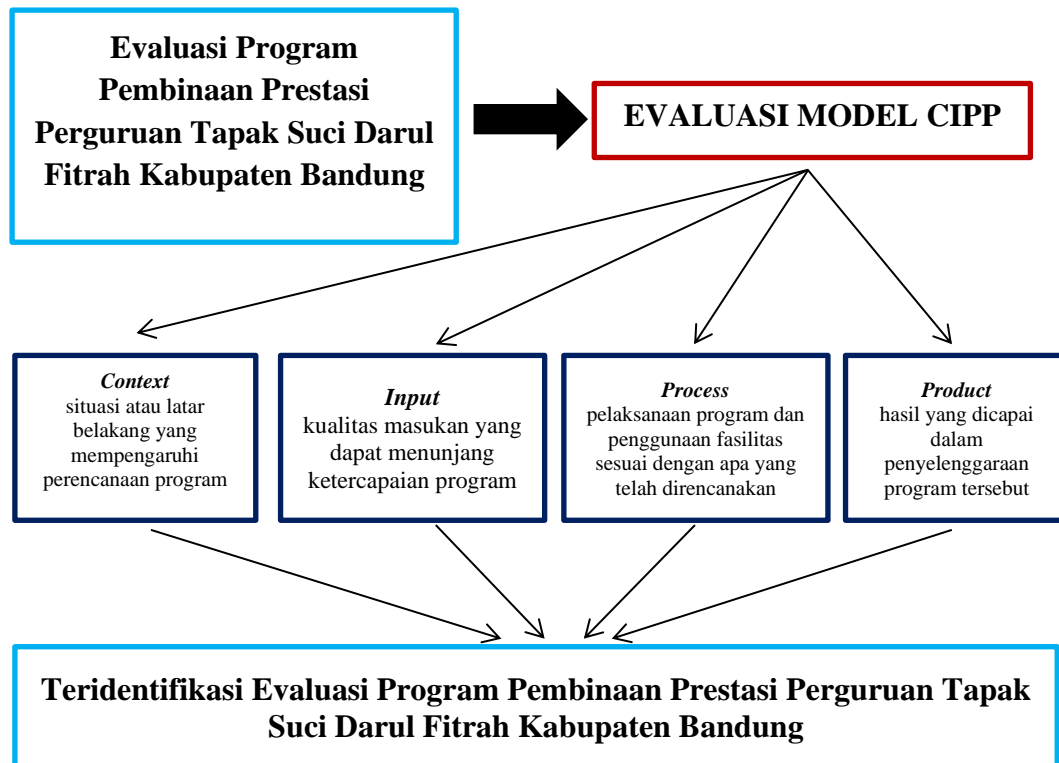 Evaluasi Program
Pembinaan Prestasi
Perguruan Tapak Suci Darul
Fitrah Kabupaten Bandung
EVALUASI MODEL CIPP
Context
situasi atau latar
belakang yang
mempengaruhi
perencanaan program
Input
kualitas masukan yang
dapat menunjang
ketercapaian program
Process
pelaksanaan program dan
penggunaan fasilitas
sesuai dengan apa yang
telah direncanakan
Product
hasil yang dicapai
dalam
penyelenggaraan
program tersebut
Teridentifikasi Evaluasi Program Pembinaan Prestasi Perguruan Tapak
Suci Darul Fitrah Kabupaten Bandung